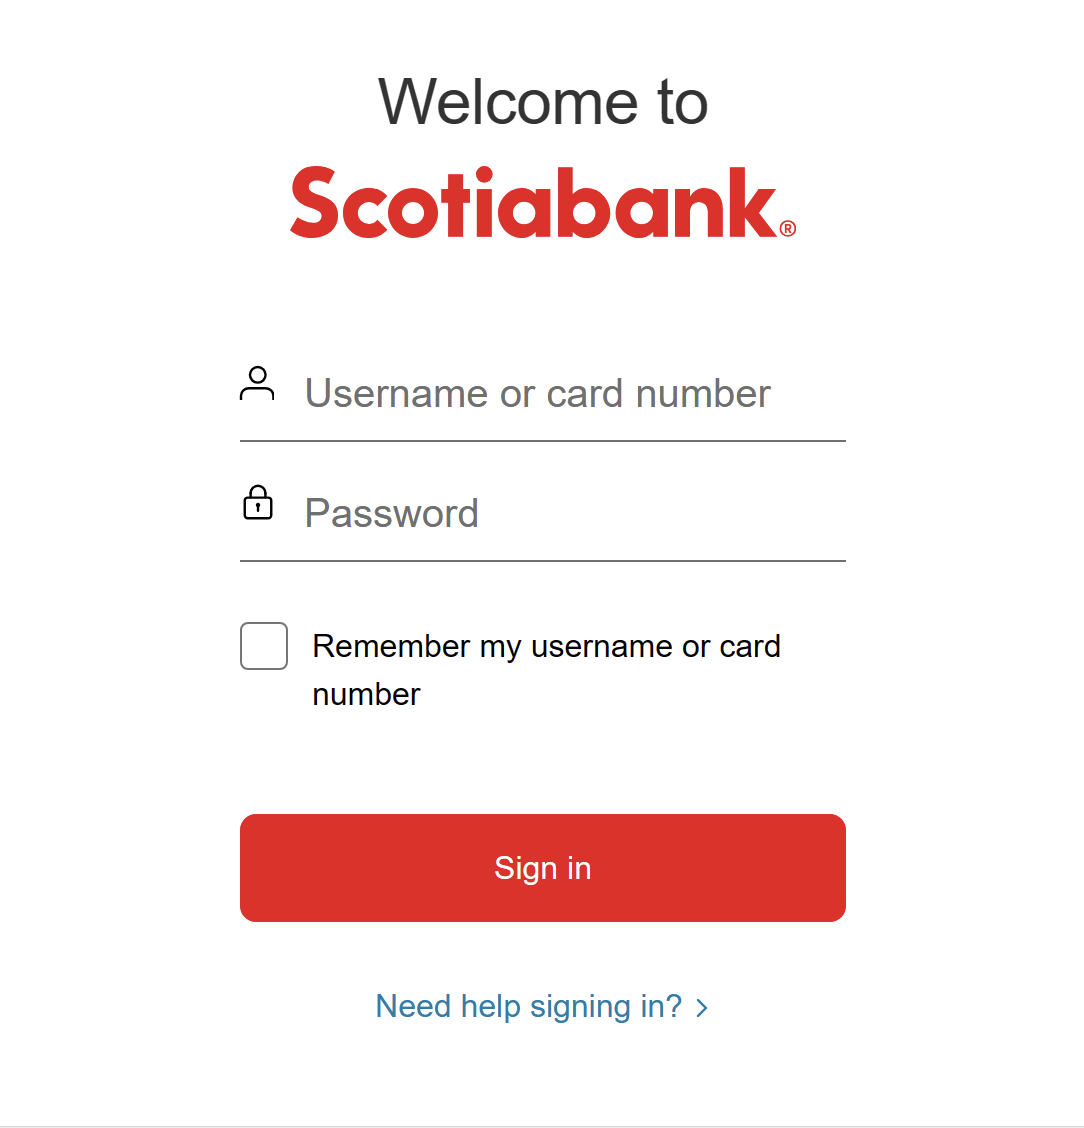 Welcome to
Scotiabank®
Username or card number
Password
Remember my username or card
number
Sign in
Need help signing in?